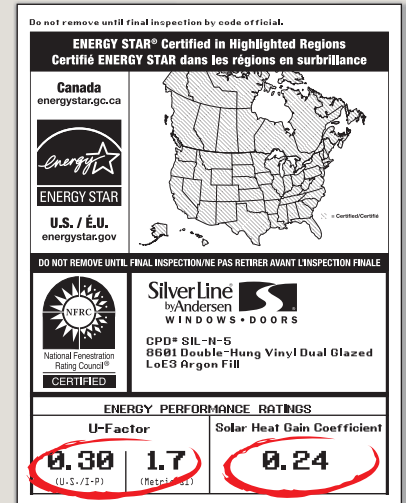 Do not remove until final inspection by code official.
ENERGY STAR® Certified in Highlighted Regions
Certifié ENERGY STAR dans les régions en surbrillance
Canada
energystar.gc.ca
energy
ENERGY STAR
U.S. / É.U.
energystar.gov
= Certified/Certifié
DO NOT REMOVE UNTIL FINAL INSPECTION/NE PAS RETIRER AVANT L'INSPECTION FINALE
NFRC
National Fenestration
Rating Council®
CERTIFIED
SilverLine®
byAndersen
WINDOWS • DOORS
CPD# SIL-N-5
8601 Double-Hung Vinyl Dual Glazed
LoE3 Argon Fill
ENERGY PERFORMANCE RATINGS
U-Factor
0.30 1.7
(U.S./I-P) (Metric/SI)
Solar Heat Gain Coefficient
0.24